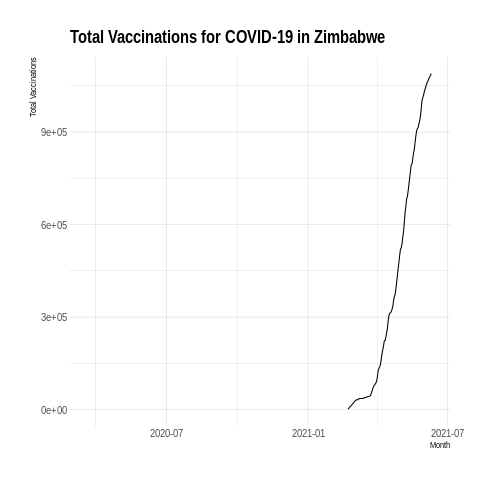 Total Vaccinations for COVID-19 in Zimbabwe
Total Vaccinations
9e+05
6e+05
3e+05
0e+00
2020-07
2021-01
2021-07
Month